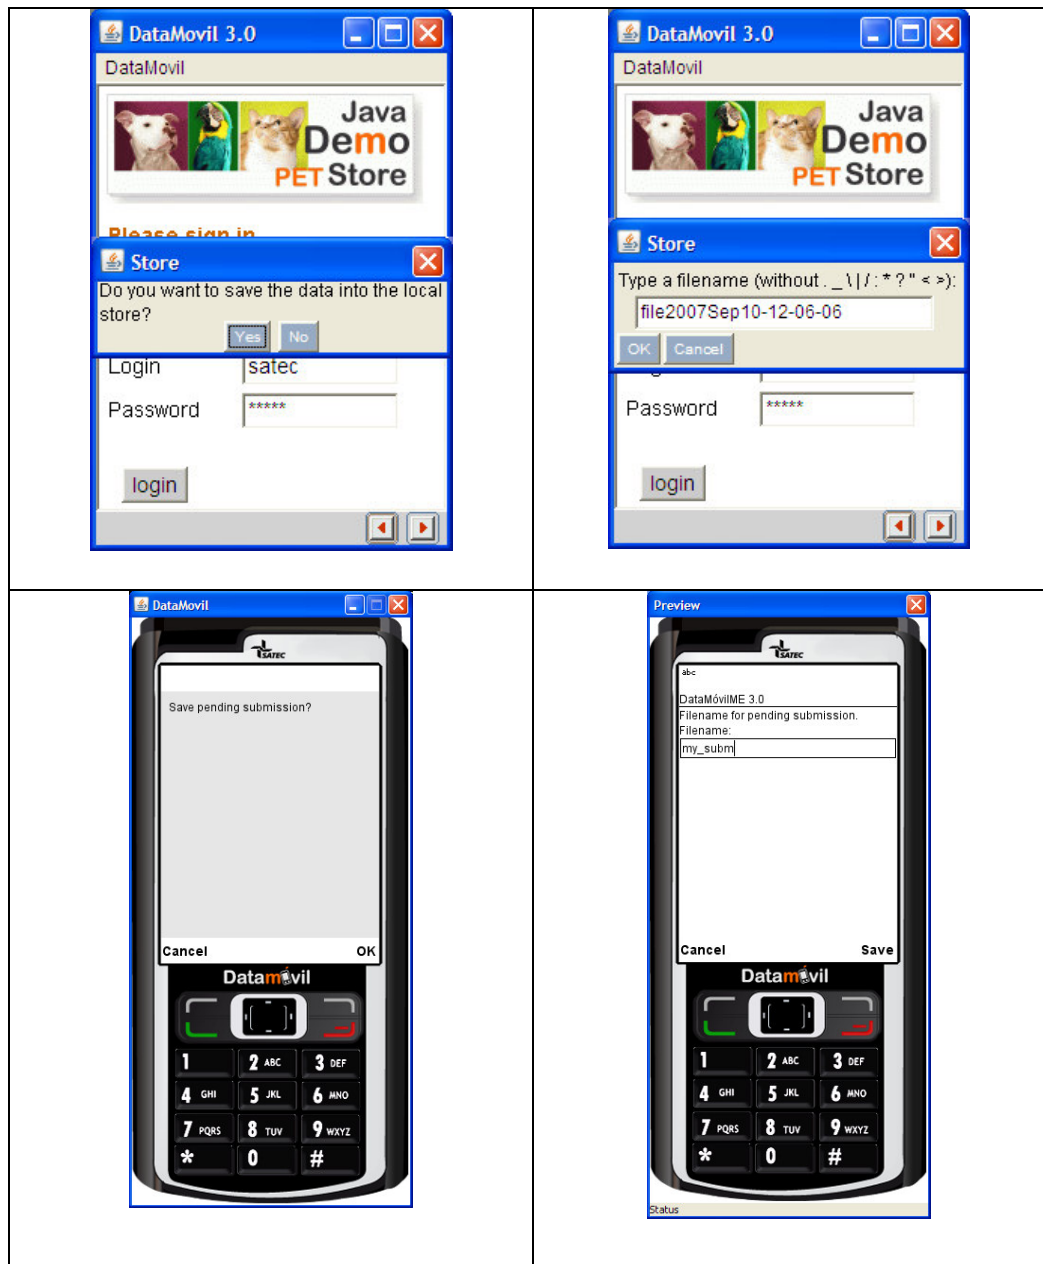 DataMovil 3.0
DataMovil
Java
Demo
PET Store
Please sign in
Store
Do you want to save the data into the local
store?
Yes No
Login satec
Password *****
login
DataMovil 3.0
DataMovil
Java
Demo
PET Store
Store
Type a filename (without . _ \ | / : * ? " < >):
file2007Sep10-12-06-06
OK Cancel
Password *****
login
DataMovil
SATEC
Save pending submission?
Cancel OK
Datamóvil
1 2 ABC 3 DEF
4 GHI 5 JKL 6 MNO
7 PQRS 8 TUV 9 WXYZ
* 0 #
Preview
SATEC
abc
DataMóvilME 3.0
Filename for pending submission.
Filename:
my_subm
Cancel Save
Datamóvil
1 2 ABC 3 DEF
4 GHI 5 JKL 6 MNO
7 PQRS 8 TUV 9 WXYZ
* 0 #
Status